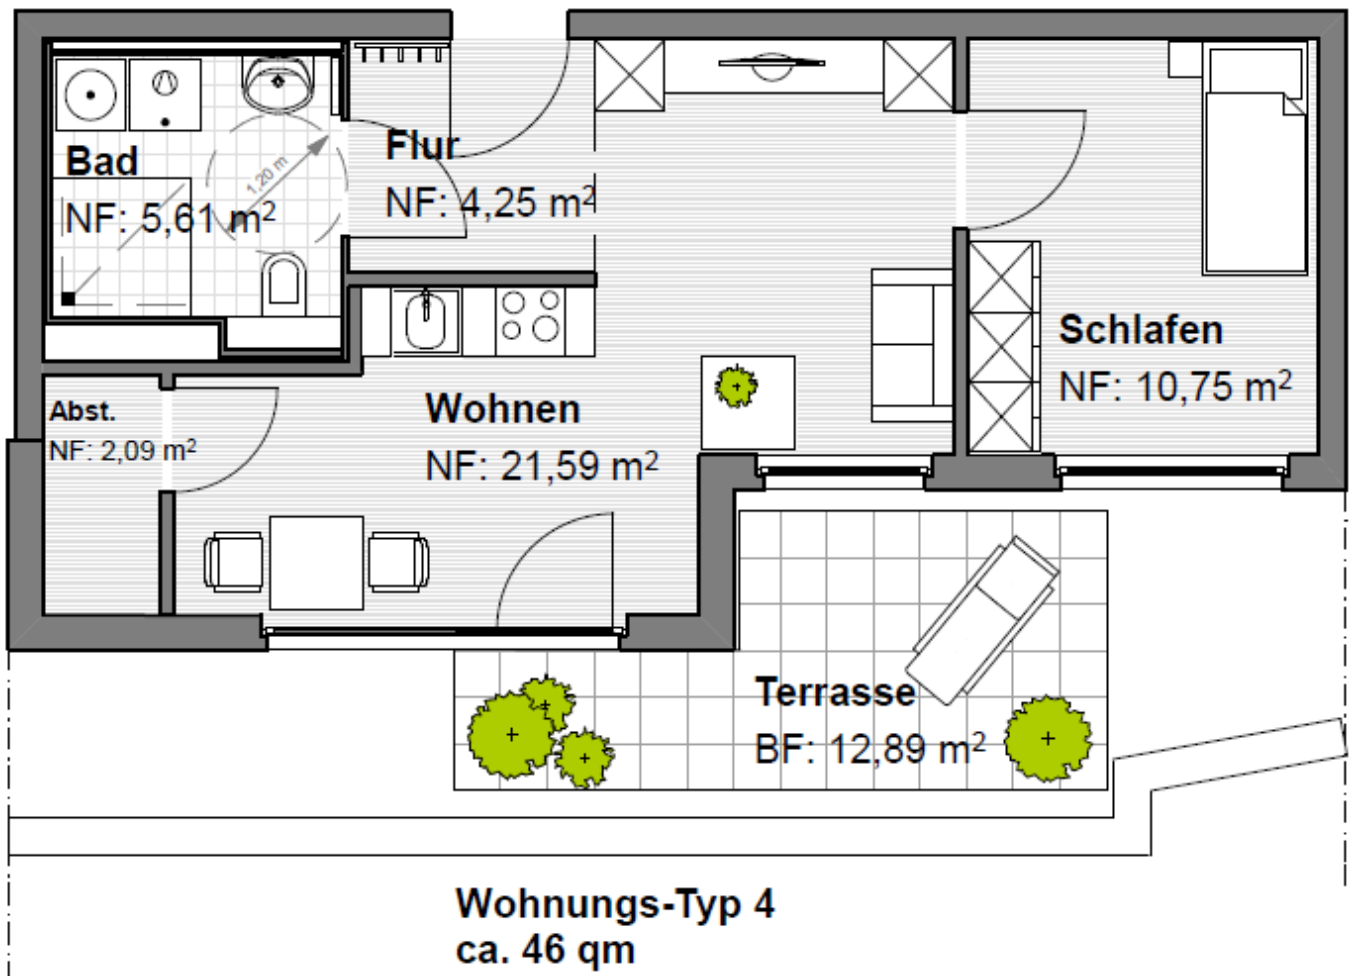 Bad
NF: 5,61 m²
1,20 m
Flur
NF: 4,25 m²
Abst.
NF: 2,09 m²
Wohnen
NF: 21,59 m²
Schlafen
NF: 10,75 m²
Terrasse
BF: 12,89 m²
Wohnungs-Typ 4
ca. 46 qm